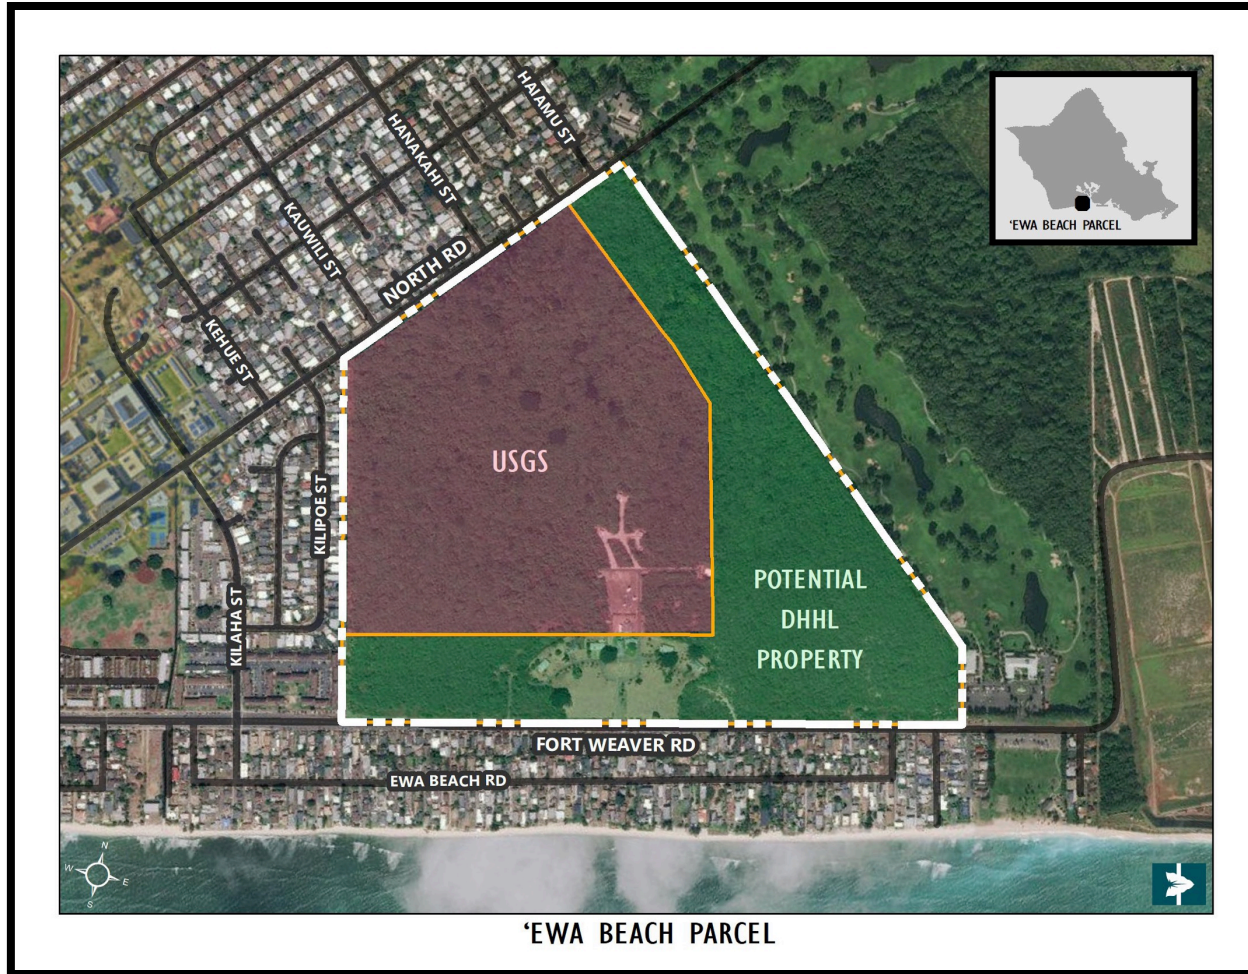 HAIAMU ST
HANAKAHI ST
KAUWILI ST
NORTH RD
KEHUE ST
KILIPOE ST
KILAHA ST
USGS
POTENTIAL
DHHL
PROPERTY
FORT WEAVER RD
EWA BEACH RD
‘EWA BEACH PARCEL
N
W
E
S
‘EWA BEACH PARCEL